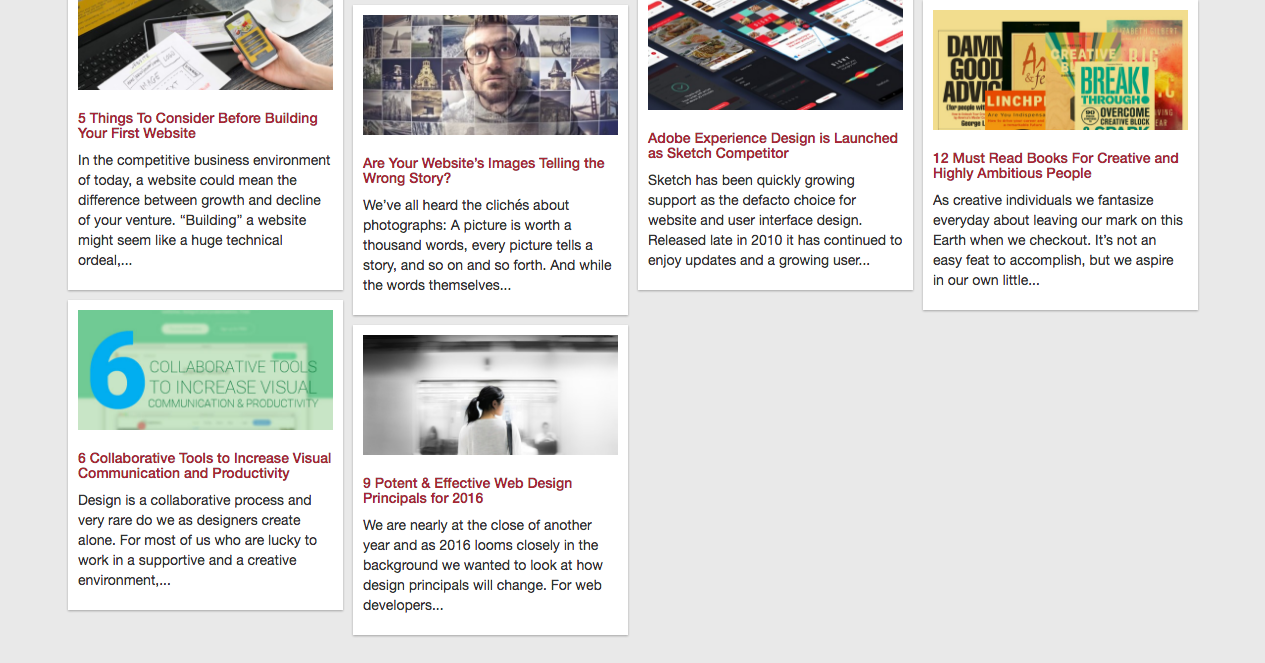 5 Things To Consider Before Building
Your First Website
In the competitive business environment
of today, a website could mean the
difference between growth and decline
of your venture. “Building” a website
might seem like a huge technical
ordeal,...
Are Your Website’s Images Telling the
Wrong Story?
We’ve all heard the clichés about
photographs: A picture is worth a
thousand words, every picture tells a
story, and so on and so forth. And while
the words themselves...
Adobe Experience Design is Launched
as Sketch Competitor
Sketch has been quickly growing
support as the defacto choice for
website and user interface design.
Released late in 2010 it has continued to
enjoy updates and a growing user...
DAMN
GOOD
ADVIC
(for people wi
George L
LINCHPI
CREATIVE
BIG
BREAK!
THROUGH!
OVERCOME
CREATIVE BLOCK
& SPARK
12 Must Read Books For Creative and
Highly Ambitious People
As creative individuals we fantasize
everyday about leaving our mark on this
Earth when we checkout. It’s not an
easy feat to accomplish, but we aspire
in our own little...
6 COLLABORATIVE TOOLS
TO INCREASE VISUAL
COMMUNICATION & PRODUCTIVITY
6 Collaborative Tools to Increase Visual
Communication and Productivity
Design is a collaborative process and
very rare do we as designers create
alone. For most of us who are lucky to
work in a supportive and a creative
environment,...
9 Potent & Effective Web Design
Principals for 2016
We are nearly at the close of another
year and as 2016 looms closely in the
background we wanted to look at how
design principals will change. For web
developers...